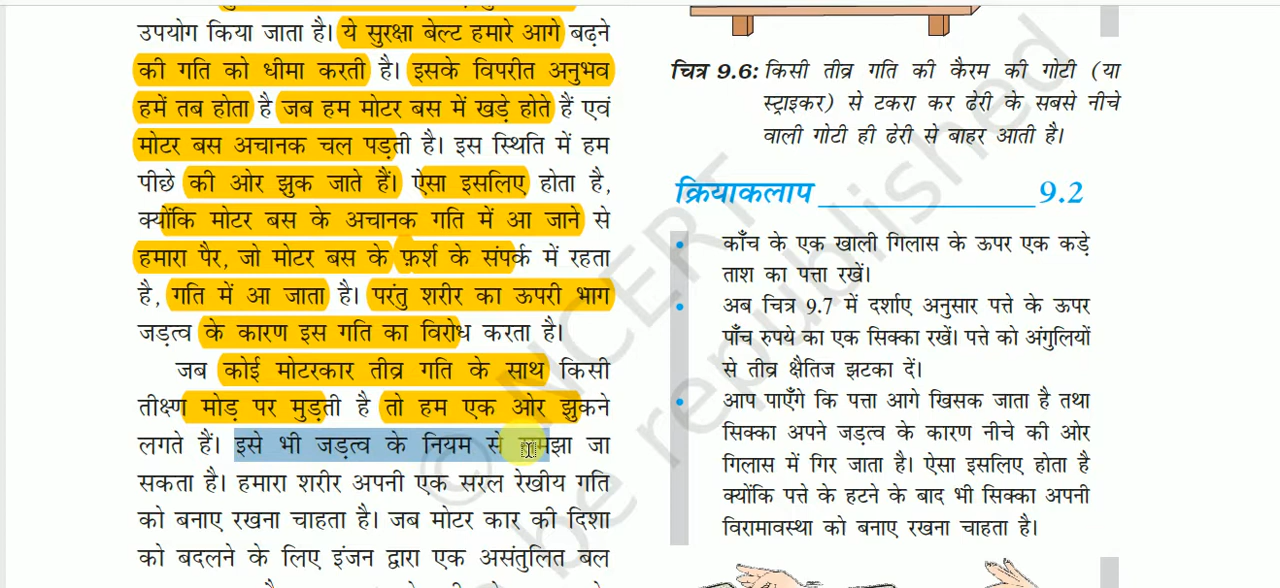 उपयोग किया जाता है। ये सुरक्षा बेल्ट हमारे आगे बढ़ने
की गति को धीमा करती है। इसके विपरीत अनुभव
हमें तब होता है जब हम मोटर बस में खड़े होते हैं एवं
मोटर बस अचानक चल पड़ती है। इस स्थिति में हम
पीछे की ओर झुक जाते हैं। ऐसा इसलिए होता है,
क्योंकि मोटर बस के अचानक गति में आ जाने से
हमारा पैर, जो मोटर बस के फ़र्श के संपर्क में रहता
है, गति में आ जाता है। परंतु शरीर का ऊपरी भाग
जड़त्व के कारण इस गति का विरोध करता है।
जब कोई मोटरकार तीव्र गति के साथ किसी
तीक्ष्ण मोड़ पर मुड़ती है तो हम एक ओर झुकने
लगते हैं। इसे भी जड़त्व के नियम से समझा जा
सकता है। हमारा शरीर अपनी एक सरल रेखीय गति
को बनाए रखना चाहता है। जब मोटर कार की दिशा
को बदलने के लिए इंजन द्वारा एक असंतुलित बल
चित्र 9.6: किसी तीव्र गति की कैरम की गोटी (या
स्ट्राइकर) से टकरा कर ढेरी के सबसे नीचे
वाली गोटी ही ढेरी से बाहर आती है।
क्रियाकलाप 9.2
• काँच के एक खाली गिलास के ऊपर एक कड़े
ताश का पत्ता रखें।
• अब चित्र 9.7 में दर्शाए अनुसार पत्ते के ऊपर
पाँच रुपये का एक सिक्का रखें। पत्ते को अंगुलियों
से तीव्र क्षैतिज झटका दें।
• आप पाएँगे कि पत्ता आगे खिसक जाता है तथा
सिक्का अपने जड़त्व के कारण नीचे की ओर
गिलास में गिर जाता है। ऐसा इसलिए होता है
क्योंकि पत्ते के हटने के बाद भी सिक्का अपनी
विरामावस्था को बनाए रखना चाहता है।
© NCERT
be republished